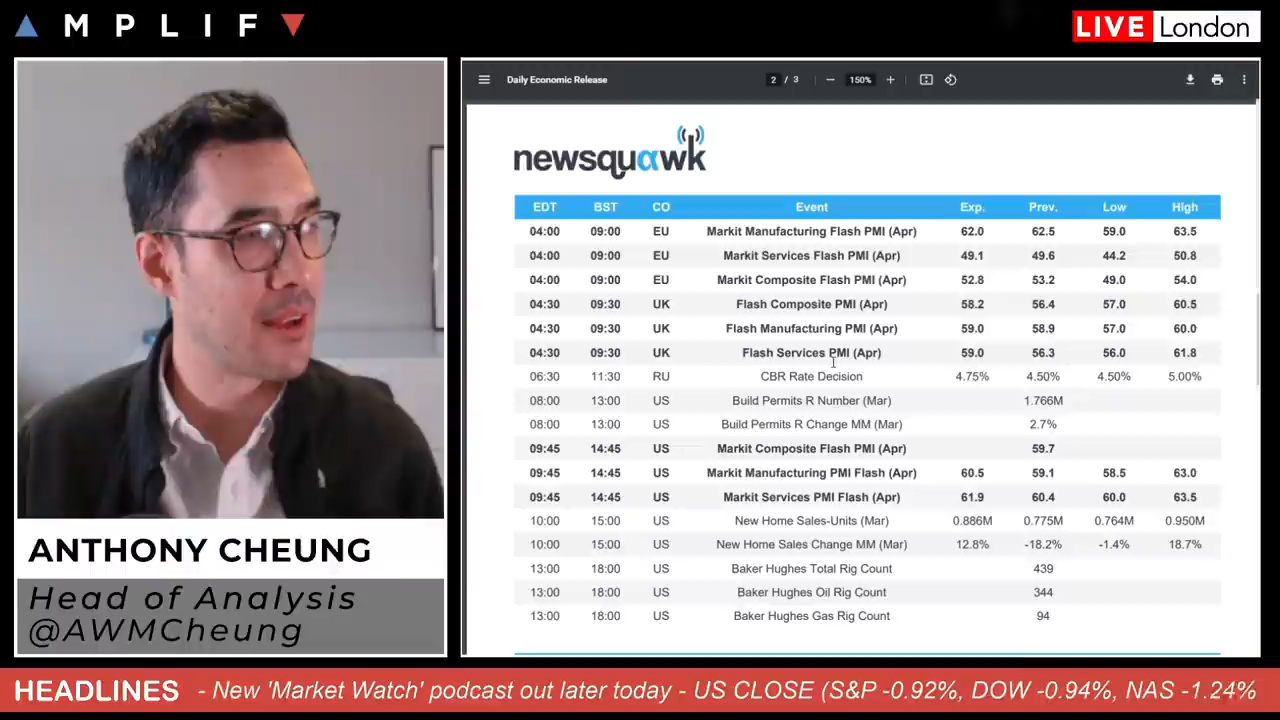 AMPLIFY
LIVE London
Daily Economic Release
2 / 3
150%
newsquawk
EDT BST CO Event Exp. Prev. Low High
04:00 09:00 EU Markit Manufacturing Flash PMI (Apr) 62.0 62.5 59.0 63.5
04:00 09:00 EU Markit Services Flash PMI (Apr) 49.1 49.6 44.2 50.8
04:00 09:00 EU Markit Composite Flash PMI (Apr) 52.8 53.2 49.0 54.0
04:30 09:30 UK Flash Composite PMI (Apr) 58.2 56.4 57.0 60.5
04:30 09:30 UK Flash Manufacturing PMI (Apr) 59.0 58.9 57.0 60.0
04:30 09:30 UK Flash Services PMI (Apr) 59.0 56.3 56.0 61.8
06:30 11:30 RU CBR Rate Decision 4.75% 4.50% 4.50% 5.00%
08:00 13:00 US Build Permits R Number (Mar) 1.766M
08:00 13:00 US Build Permits R Change MM (Mar) 2.7%
09:45 14:45 US Markit Composite Flash PMI (Apr) 59.7
09:45 14:45 US Markit Manufacturing PMI Flash (Apr) 60.5 59.1 58.5 63.0
09:45 14:45 US Markit Services PMI Flash (Apr) 61.9 60.4 60.0 63.5
10:00 15:00 US New Home Sales-Units (Mar) 0.886M 0.775M 0.764M 0.950M
10:00 15:00 US New Home Sales Change MM (Mar) 12.8% -18.2% -1.4% 18.7%
13:00 18:00 US Baker Hughes Total Rig Count 439
13:00 18:00 US Baker Hughes Oil Rig Count 344
13:00 18:00 US Baker Hughes Gas Rig Count 94
ANTHONY CHEUNG
Head of Analysis
@AWMCheung
HEADLINES - New 'Market Watch' podcast out later today - US CLOSE (S&P -0.92%, DOW -0.94%, NAS -1.24%